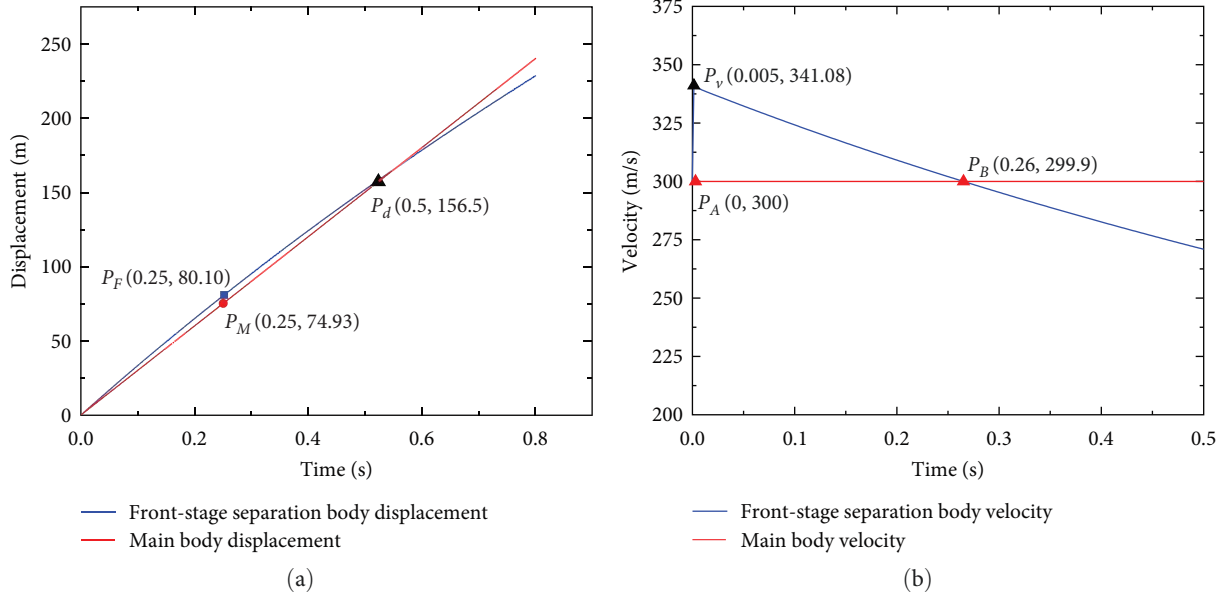 250
200
150
100
50
0
Displacement (m)
P_d (0.5, 156.5)
P_F (0.25, 80.10)
P_M (0.25, 74.93)
0.0 0.2 0.4 0.6 0.8
Time (s)
Front-stage separation body displacement
Main body displacement
(a)
375
350
325
300
275
250
225
200
Velocity (m/s)
P_v (0.005, 341.08)
P_B (0.26, 299.9)
P_A (0, 300)
0.0 0.1 0.2 0.3 0.4 0.5
Time (s)
Front-stage separation body velocity
Main body velocity
(b)